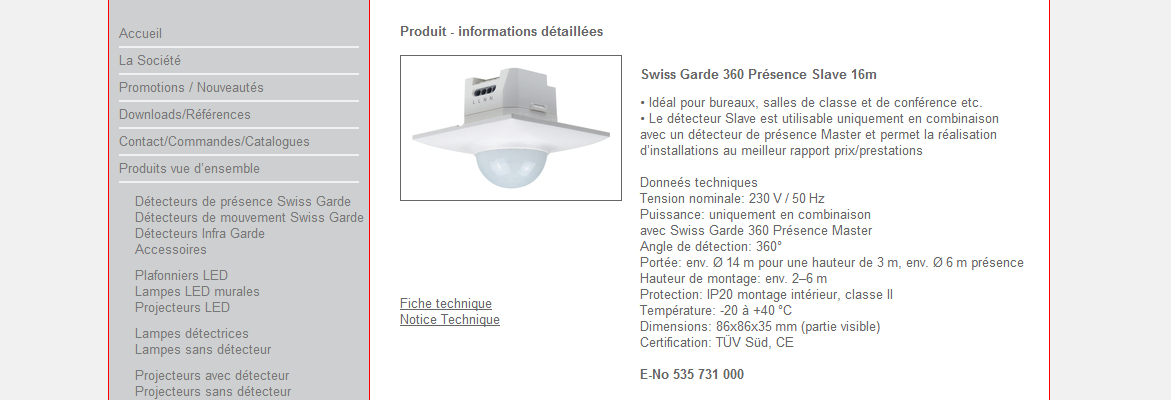 Accueil
La Société
Promotions / Nouveautés
Downloads/Références
Contact/Commandes/Catalogues
Produits vue d'ensemble
Détecteurs de présence Swiss Garde
Détecteurs de mouvement Swiss Garde
Détecteurs Infra Garde
Accessoires
Plafonniers LED
Lampes LED murales
Projecteurs LED
Lampes détectrices
Lampes sans détecteur
Projecteurs avec détecteur
Projecteurs sans détecteur
Produit - informations détaillées
L L N N
Fiche technique
Notice Technique
Swiss Garde 360 Présence Slave 16m
• Idéal pour bureaux, salles de classe et de conférence etc.
• Le détecteur Slave est utilisable uniquement en combinaison
avec un détecteur de présence Master et permet la réalisation
d'installations au meilleur rapport prix/prestations
Donneés techniques
Tension nominale: 230 V / 50 Hz
Puissance: uniquement en combinaison
avec Swiss Garde 360 Présence Master
Angle de détection: 360°
Portée: env. Ø 14 m pour une hauteur de 3 m, env. Ø 6 m présence
Hauteur de montage: env. 2–6 m
Protection: IP20 montage intérieur, classe II
Température: -20 à +40 °C
Dimensions: 86x86x35 mm (partie visible)
Certification: TÜV Süd, CE
E-No 535 731 000